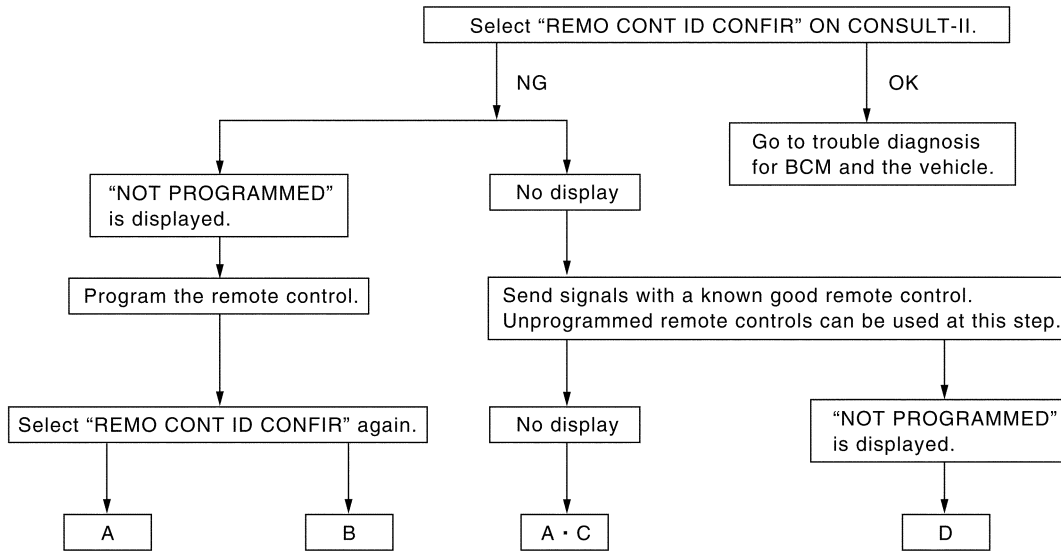 Select “REMO CONT ID CONFIR” ON CONSULT-II.
NG
OK
Go to trouble diagnosis
for BCM and the vehicle.
“NOT PROGRAMMED”
is displayed.
No display
Program the remote control.
Send signals with a known good remote control.
Unprogrammed remote controls can be used at this step.
Select “REMO CONT ID CONFIR” again.
No display
“NOT PROGRAMMED”
is displayed.
A
B
A · C
D